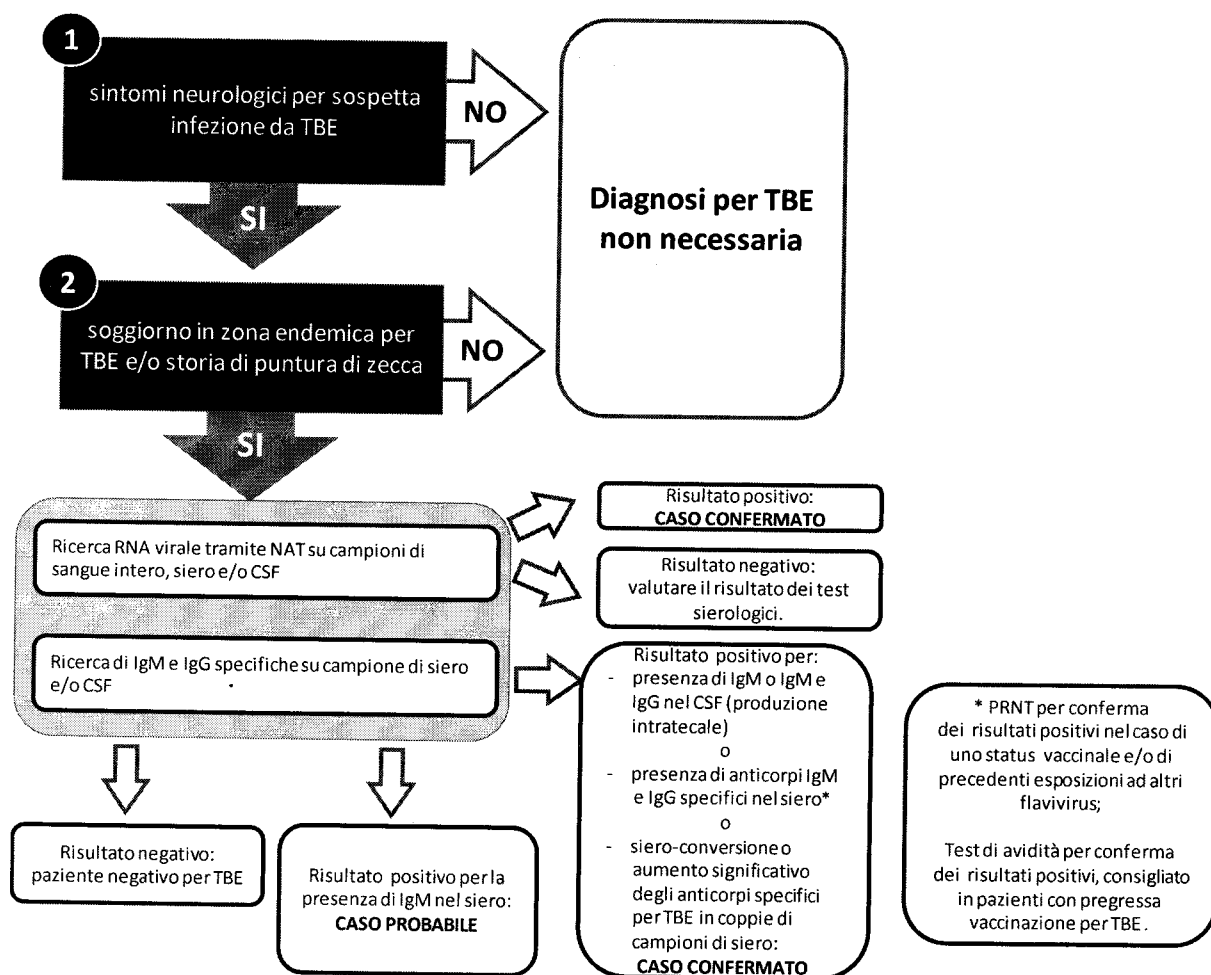 1
sintomi neurologici per sospetta
infezione da TBE
NO
SI
Diagnosi per TBE
non necessaria
2
soggiorno in zona endemica per
TBE e/o storia di puntura di zecca
NO
SI
Ricerca RNA virale tramite NAT su campioni di
sangue intero, siero e/o CSF
Risultato positivo:
CASO CONFERMATO
Risultato negativo:
valutare il risultato dei test
sierologici.
Ricerca di IgM e IgG specifiche su campione di siero
e/o CSF
Risultato positivo per:
- presenza di IgM o IgM e
IgG nel CSF (produzione
intratecale)
o
- presenza di anticorpi IgM
e IgG specifici nel siero*
o
- siero-conversione o
aumento significativo
degli anticorpi specifici
per TBE in coppie di
campioni di siero:
CASO CONFERMATO
* PRNT per conferma
dei risultati positivi nel caso di
uno status vaccinale e/o di
precedenti esposizioni ad altri
flavivirus;
Test di avidità per conferma
dei risultati positivi, consigliato
in pazienti con pregressa
vaccinazione per TBE.
Risultato negativo:
paziente negativo per TBE
Risultato positivo per la
presenza di IgM nel siero:
CASO PROBABILE